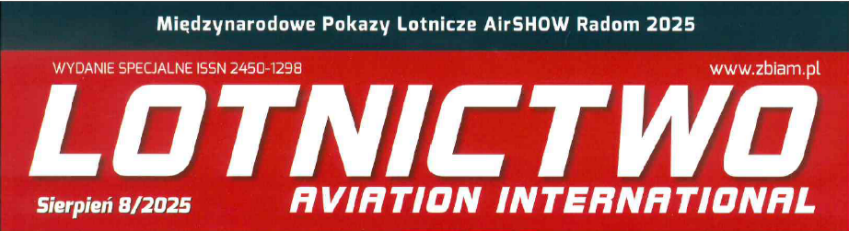 Międzynarodowe Pokazy Lotnicze AirSHOW Radom 2025
WYDANIE SPECJALNE ISSN 2450-1298 www.zbiam.pl
LOTNICTWO
Sierpień 8/2025 AVIATION INTERNATIONAL